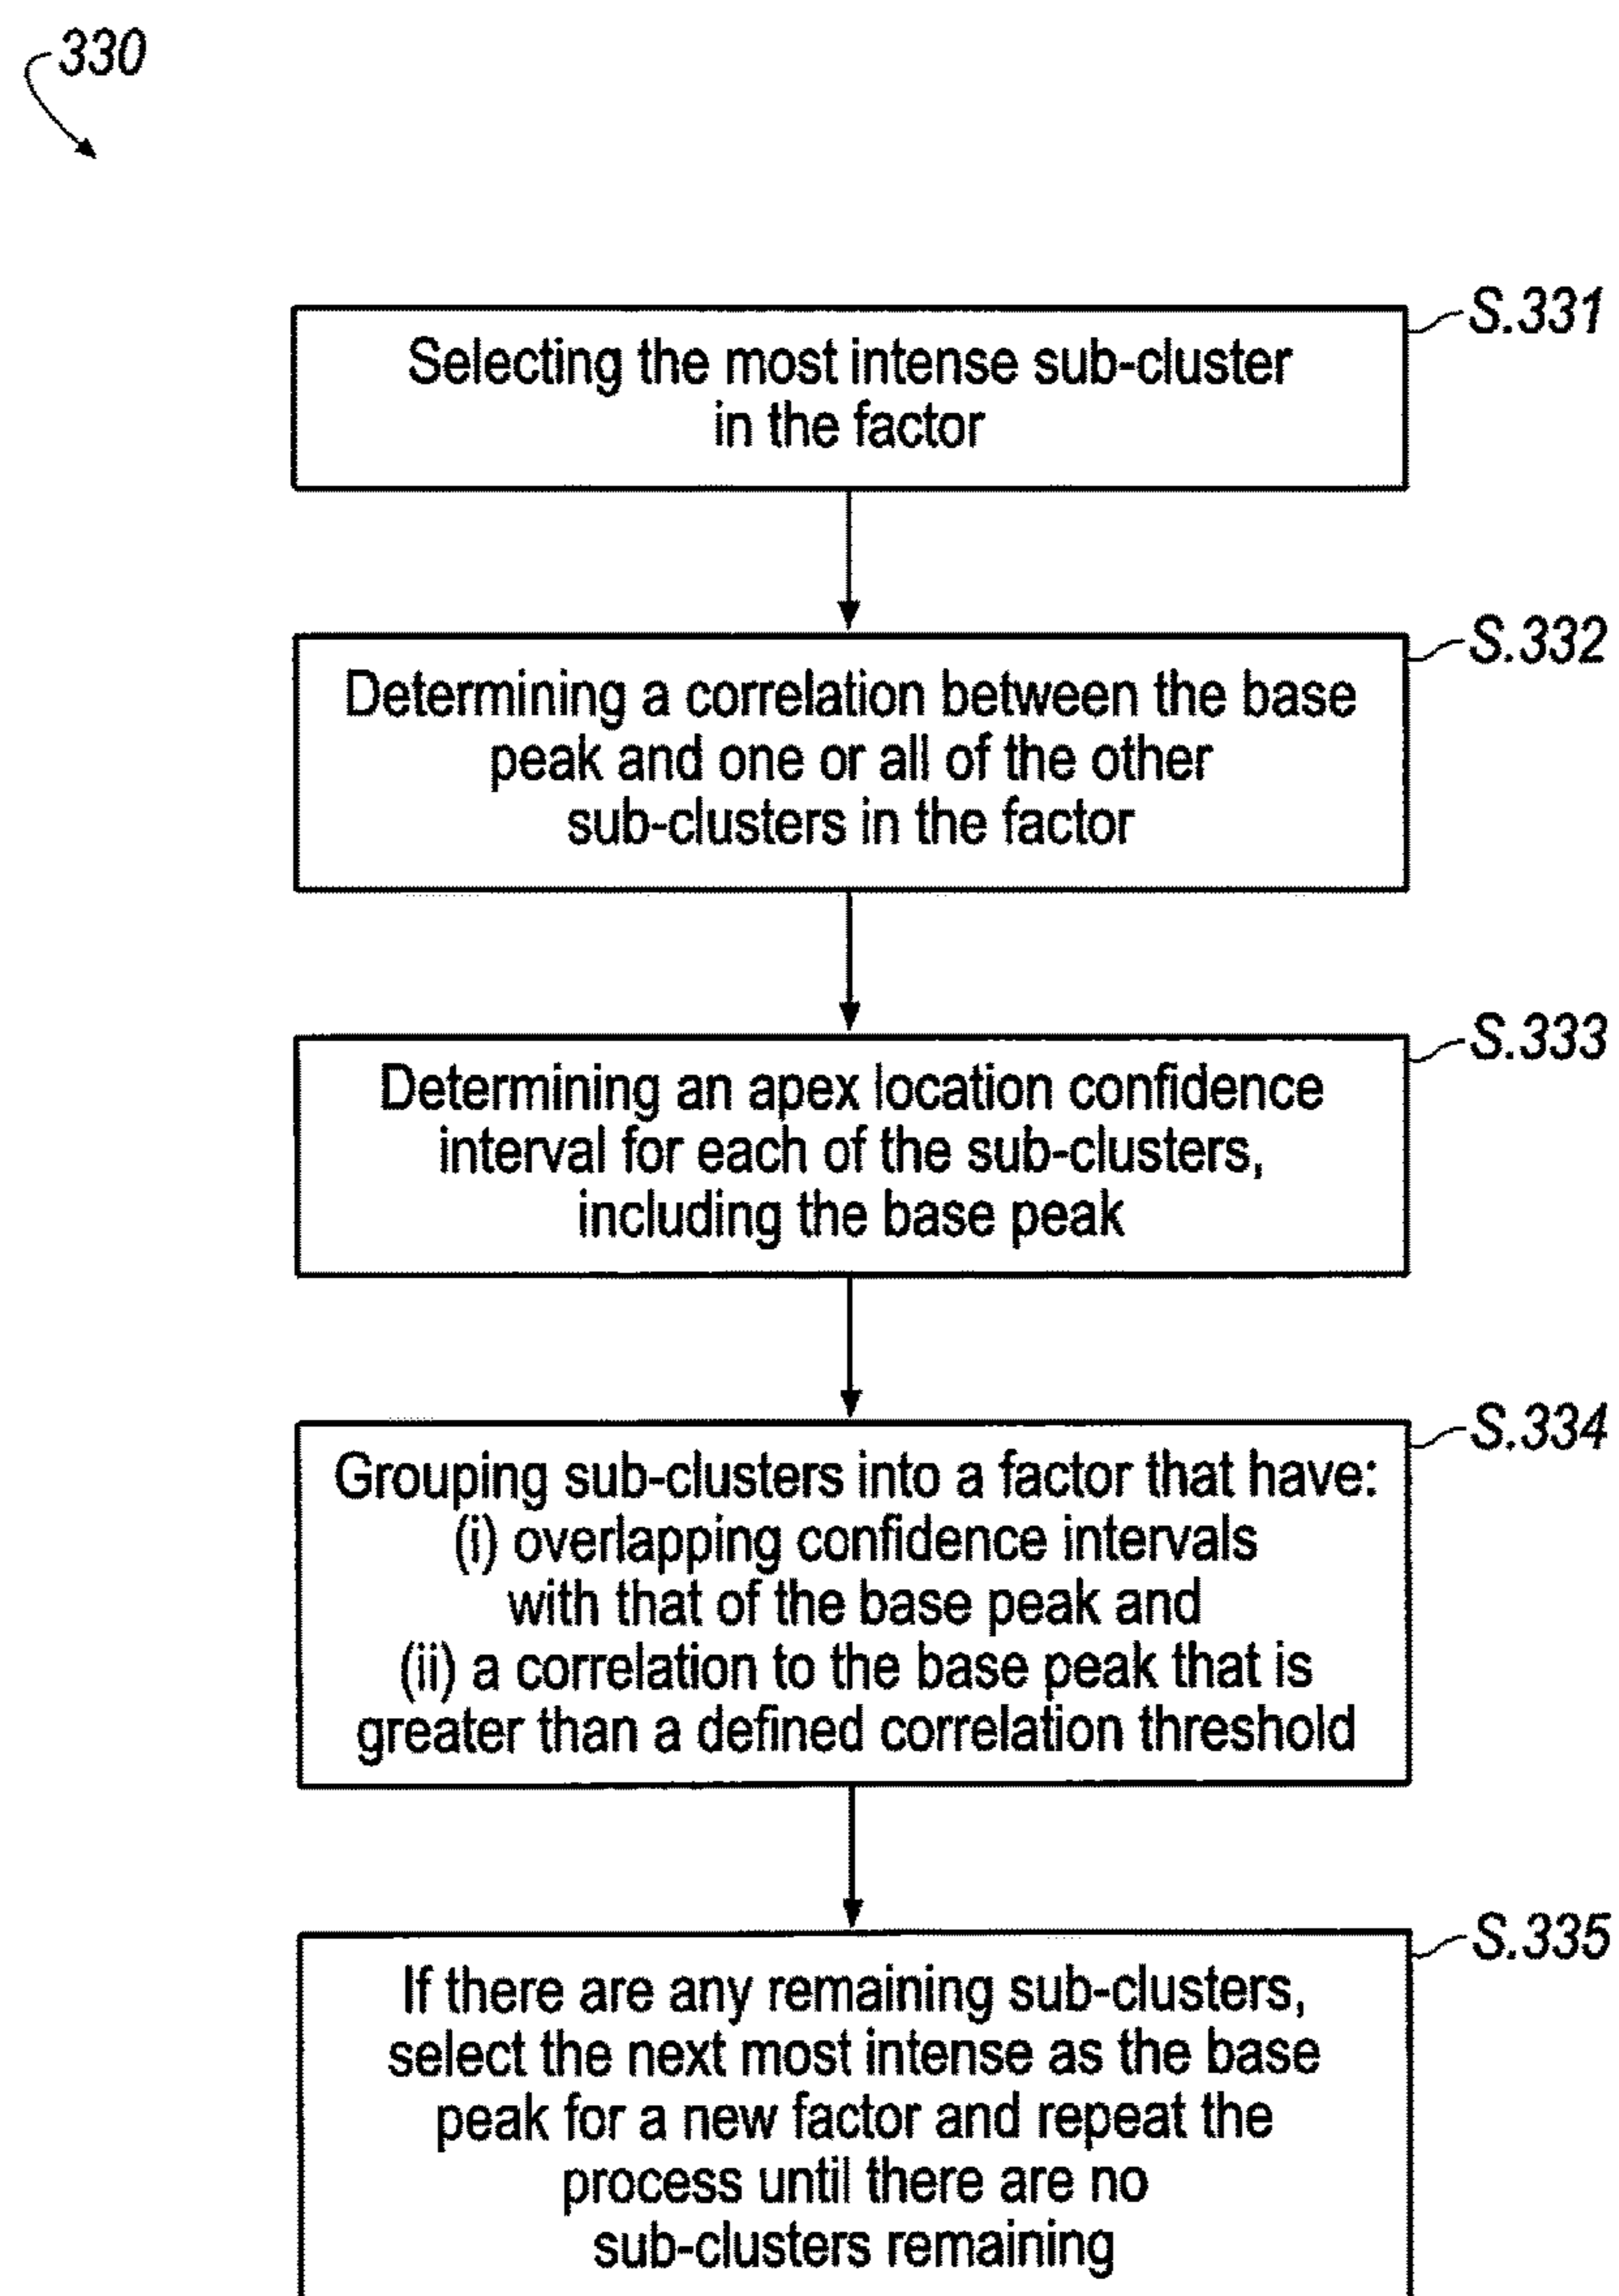 330
S.331
Selecting the most intense sub-cluster
in the factor
S.332
Determining a correlation between the base
peak and one or all of the other
sub-clusters in the factor
S.333
Determining an apex location confidence
interval for each of the sub-clusters,
including the base peak
S.334
Grouping sub-clusters into a factor that have:
(i) overlapping confidence intervals
with that of the base peak and
(ii) a correlation to the base peak that is
greater than a defined correlation threshold
S.335
If there are any remaining sub-clusters,
select the next most intense as the base
peak for a new factor and repeat the
process until there are no
sub-clusters remaining